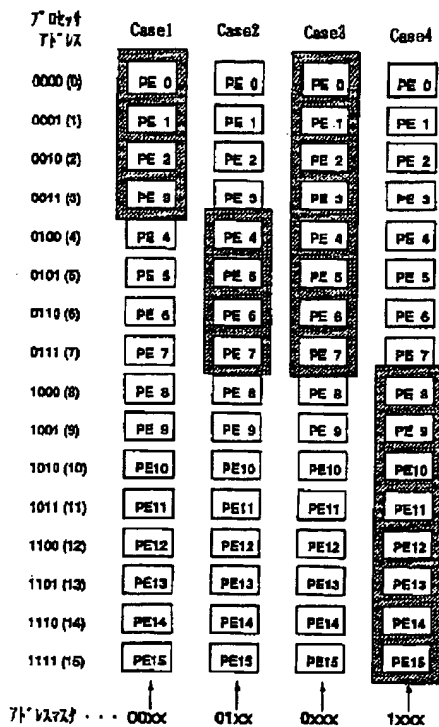 プロセッサ
アドレス Case1 Case2 Case3 Case4
0000 (0) PE 0 PE 0 PE 0 PE 0
0001 (1) PE 1 PE 1 PE 1 PE 1
0010 (2) PE 2 PE 2 PE 2 PE 2
0011 (3) PE 3 PE 3 PE 3 PE 3
0100 (4) PE 4 PE 4 PE 4 PE 4
0101 (5) PE 5 PE 5 PE 5 PE 5
0110 (6) PE 6 PE 6 PE 6 PE 6
0111 (7) PE 7 PE 7 PE 7 PE 7
1000 (8) PE 8 PE 8 PE 8 PE 8
1001 (9) PE 9 PE 9 PE 9 PE 9
1010 (10) PE10 PE10 PE10 PE10
1011 (11) PE11 PE11 PE11 PE11
1100 (12) PE12 PE12 PE12 PE12
1101 (13) PE13 PE13 PE13 PE13
1110 (14) PE14 PE14 PE14 PE14
1111 (15) PE15 PE15 PE15 PE15
アドレスマスク・・・ 00xx 01xx 0xxx 1xxx